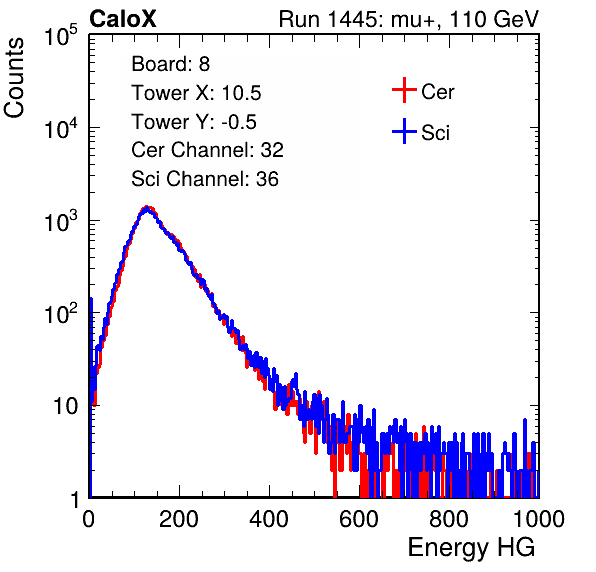 CaloX Run 1445: mu+, 110 GeV
Counts
10^5
10^4
10^3
10^2
10
1
Board: 8
Tower X: 10.5
Tower Y: -0.5
Cer Channel: 32
Sci Channel: 36
Cer
Sci
0 200 400 600 800 1000
Energy HG